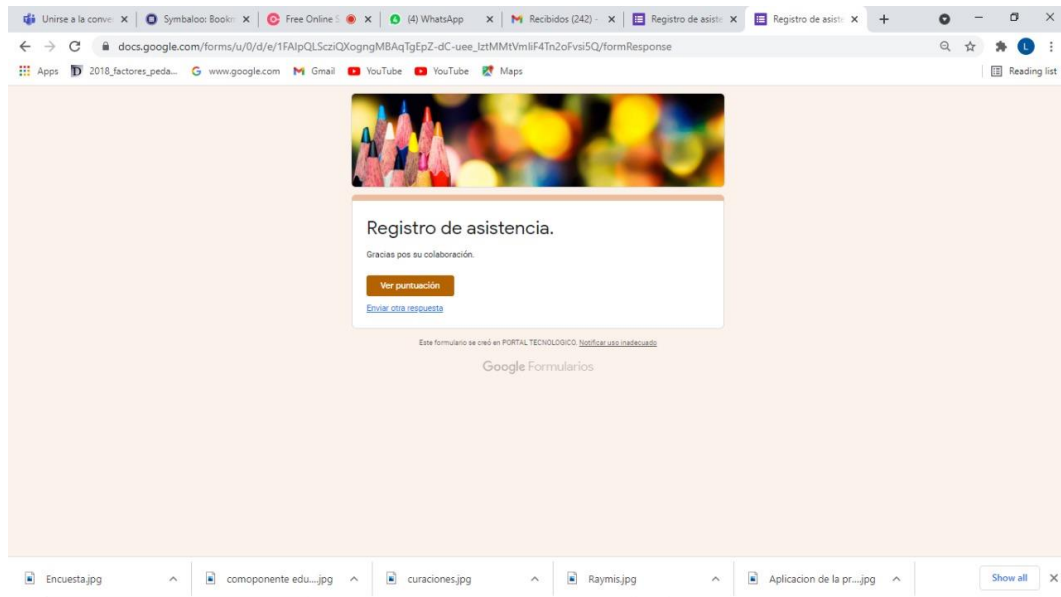 Unirse a la conve
Symbaloo: Bookm
Free Online S
(4) WhatsApp
Recibidos (242) -
Registro de asiste
Registro de asiste
docs.google.com/forms/u/0/d/e/1FAIpQLScziQXogngMBAqTgEpZ-dC-uee_IztMMtVmliF4Tn2oFvsi5Q/formResponse
L
Apps
2018_factores_peda...
www.google.com
Gmail
YouTube
YouTube
Maps
Reading list
Registro de asistencia.
Gracias pos su colaboración.
Ver puntuación
Enviar otra respuesta
Este formulario se creó en PORTAL TECNOLOGICO. Notificar uso inadecuado
Google Formularios
Encuesta.jpg
comoponente edu....jpg
curaciones.jpg
Raymis.jpg
Aplicacion de la pr....jpg
Show all